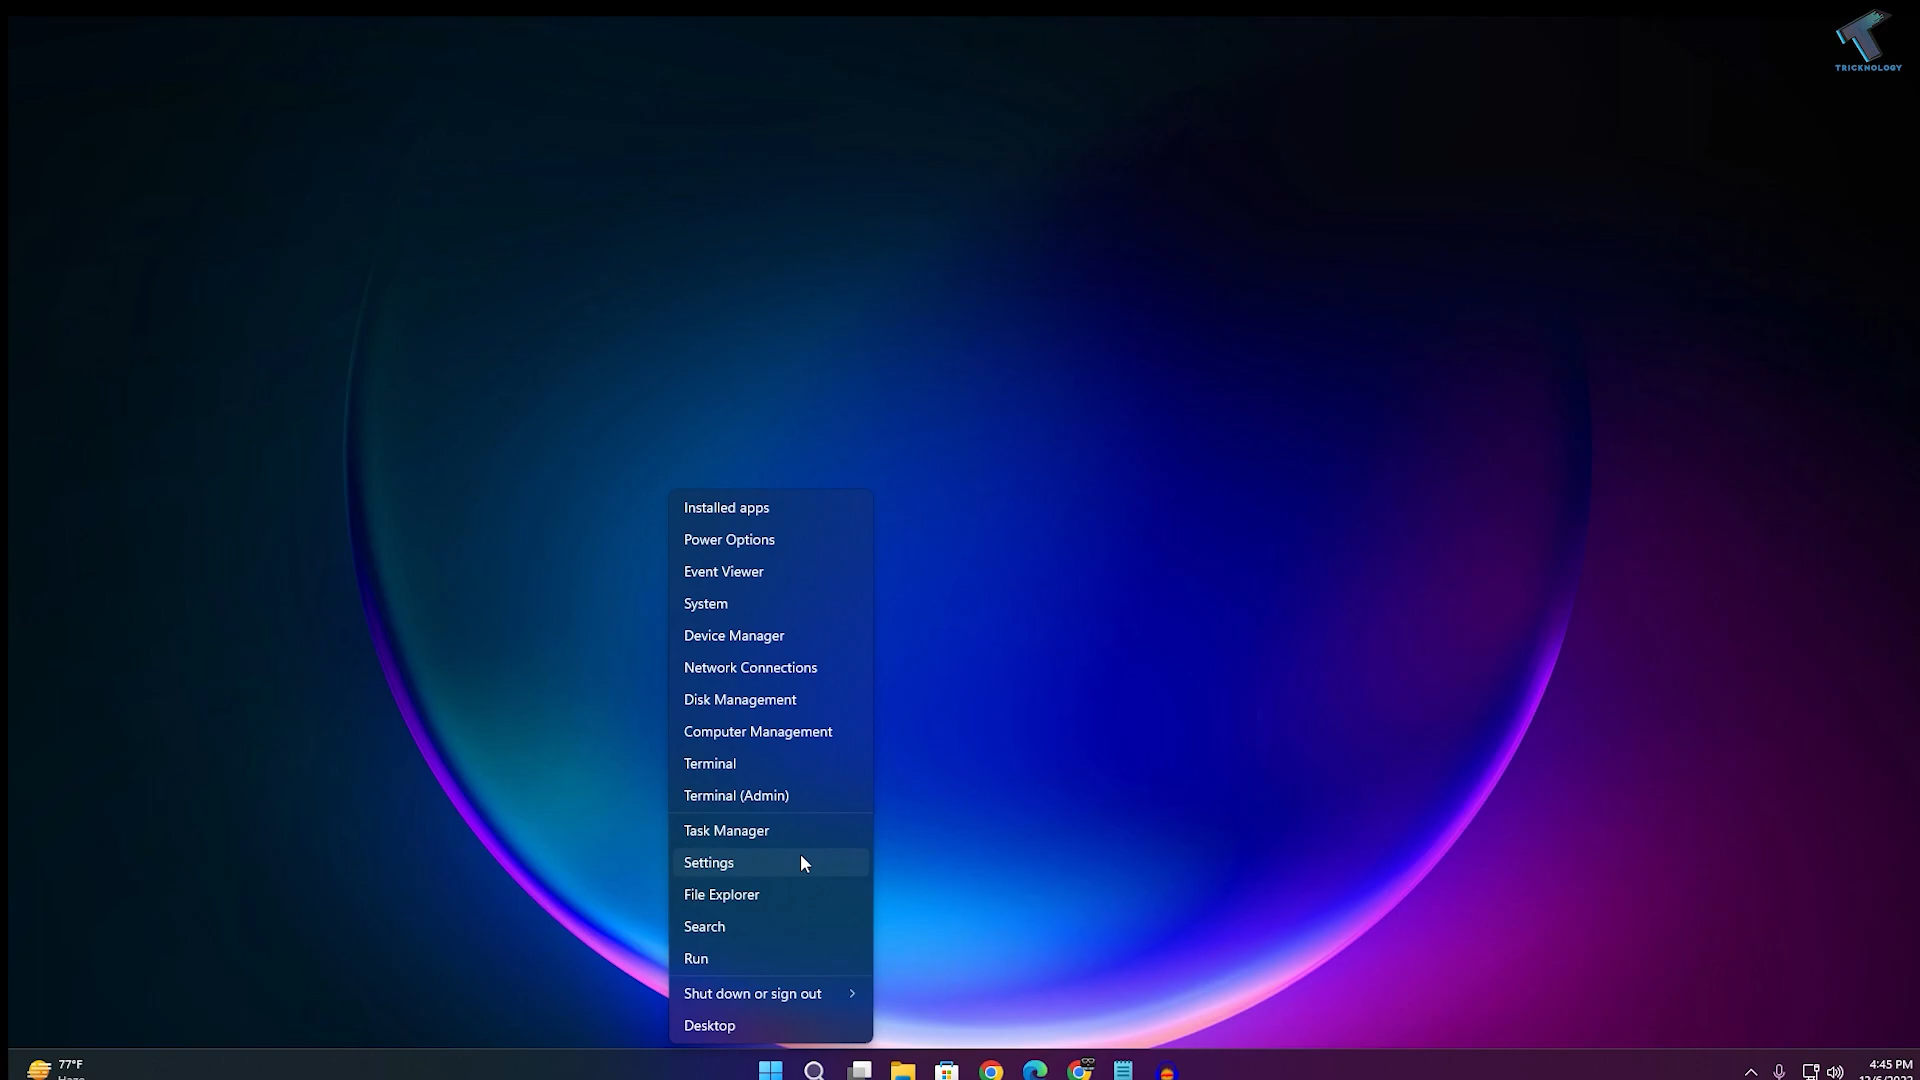 TRICKNOLOGY
Installed apps
Power Options
Event Viewer
System
Device Manager
Network Connections
Disk Management
Computer Management
Terminal
Terminal (Admin)
Task Manager
Settings
File Explorer
Search
Run
Shut down or sign out
Desktop
77°F
Haze
4:45 PM